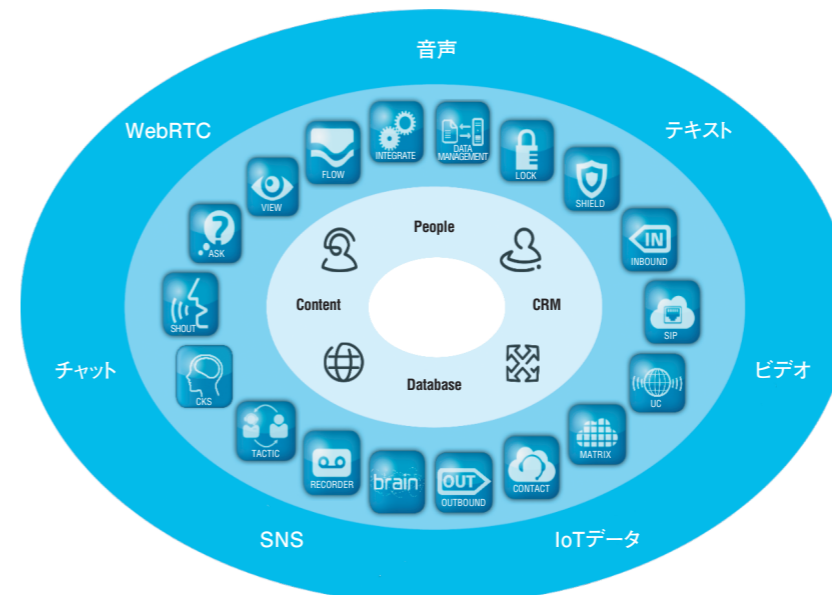 音声
WebRTC
テキスト
INTEGRATE
DATA
MANAGEMENT
FLOW
LOCK
VIEW
SHIELD
ASK
IN
INBOUND
People
SHOUT
Content
CRM
SIP
チャット
CKS
Database
UC
ビデオ
TACTIC
MATRIX
RECORDER
brain
OUT
OUTBOUND
CONTACT
SNS
IoTデータ